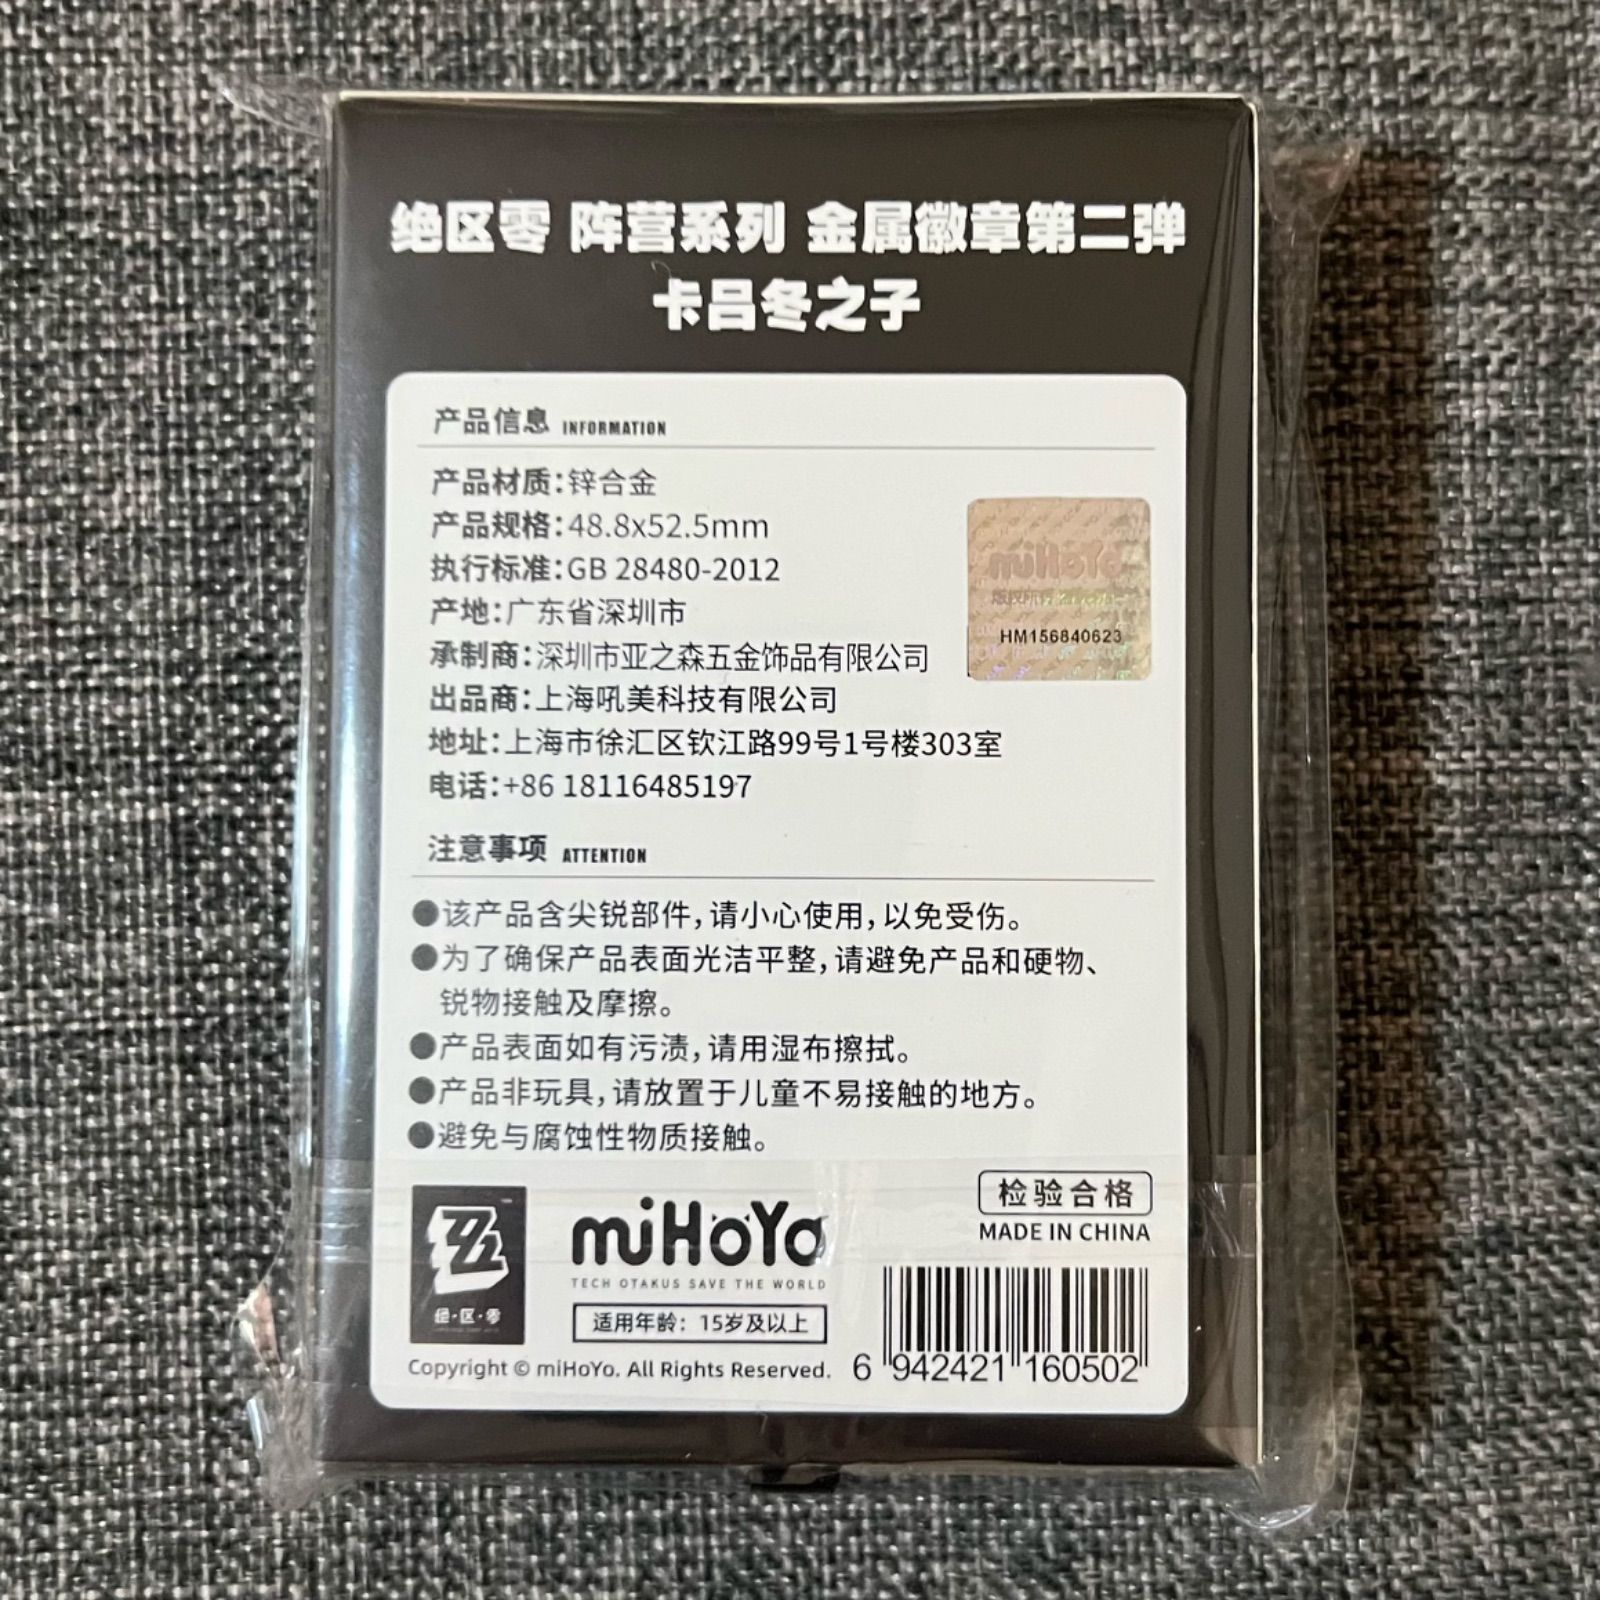 绝区零 阵营系列 金属徽章第二弹
卡吕冬之子
产品信息 INFORMATION
产品材质:锌合金
产品规格:48.8x52.5mm
执行标准:GB 28480-2012
产地:广东省深圳市
承制商:深圳市亚之森五金饰品有限公司
出品商:上海吼美科技有限公司
地址:上海市徐汇区钦江路99号1号楼303室
电话:+86 18116485197
miHoYo
版权所有
HM156840623
注意事项 ATTENTION
●该产品含尖锐部件,请小心使用,以免受伤。
●为了确保产品表面光洁平整,请避免产品和硬物、
锐物接触及摩擦。
●产品表面如有污渍,请用湿布擦拭。
●产品非玩具,请放置于儿童不易接触的地方。
●避免与腐蚀性物质接触。
绝·区·零
miHoYo
TECH OTAKUS SAVE THE WORLD
适用年龄：15岁及以上
Copyright © miHoYo. All Rights Reserved.
检验合格
MADE IN CHINA
6 942421 160502